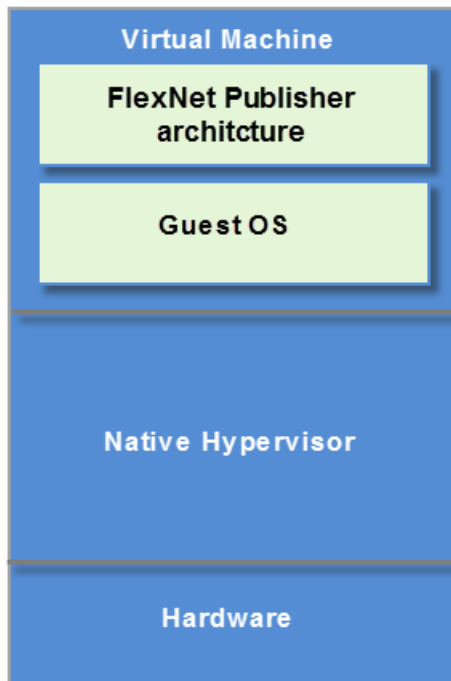 Virtual Machine
FlexNet Publisher
architcture
Guest OS
Native Hypervisor
Hardware